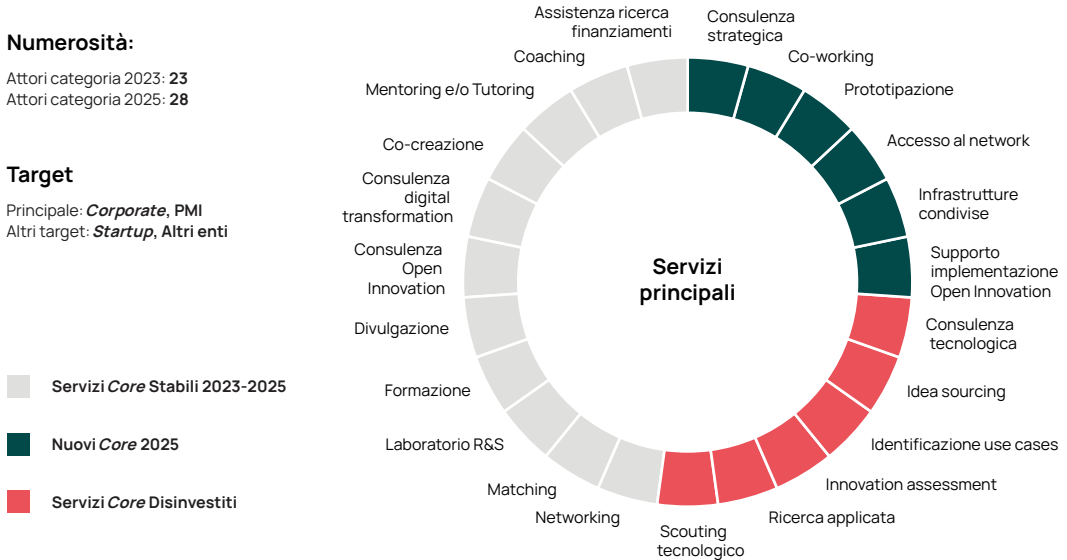 Numerosità:
Attori categoria 2023: 23
Attori categoria 2025: 28
Target
Principale: Corporate, PMI
Altri target: Startup, Altri enti
Servizi Core Stabili 2023-2025
Nuovi Core 2025
Servizi Core Disinvestiti
Servizi
principali
Consulenza
strategica
Co-working
Prototipazione
Accesso al network
Infrastrutture
condivise
Supporto
implementazione
Open Innovation
Consulenza
tecnologica
Idea sourcing
Identificazione use cases
Innovation assessment
Ricerca applicata
Scouting
tecnologico
Networking
Matching
Laboratorio R&S
Formazione
Divulgazione
Consulenza
Open
Innovation
Consulenza
digital
transformation
Co-creazione
Mentoring e/o Tutoring
Coaching
Assistenza ricerca
finanziamenti